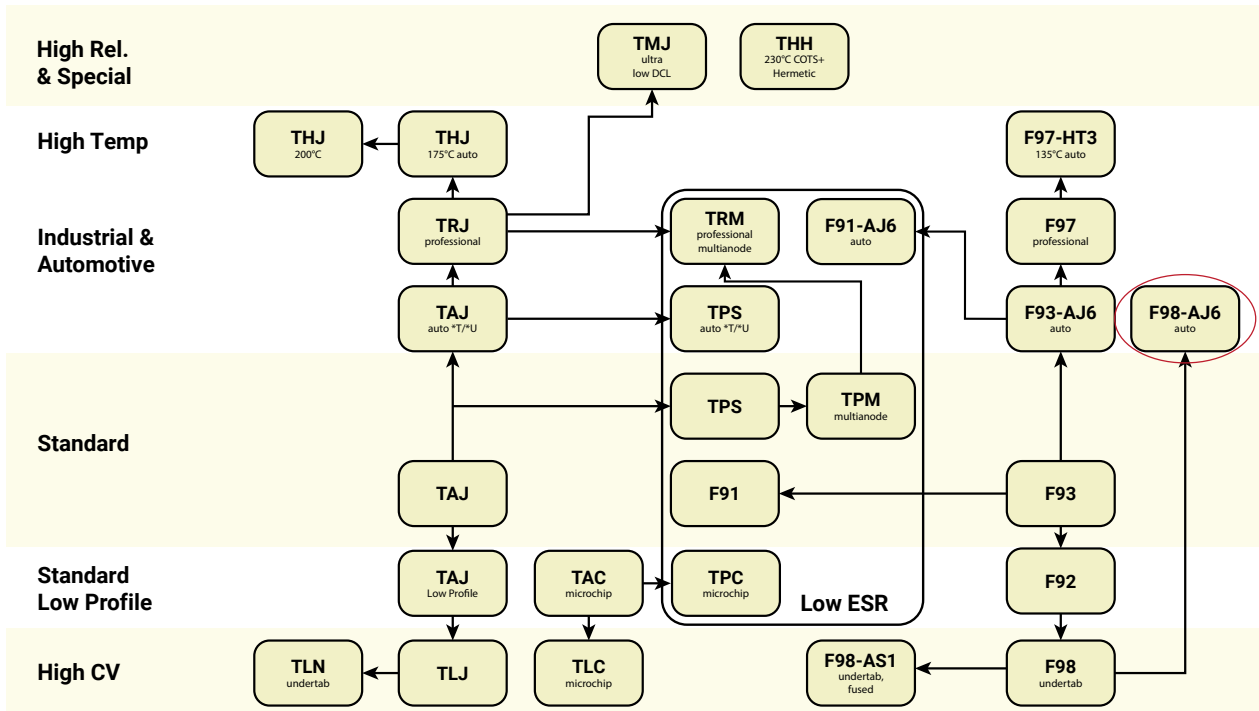 High Rel.
& Special
TMJ
ultra
low DCL
THH
230°C COTS+
Hermetic
High Temp
THJ
200°C
THJ
175°C auto
F97-HT3
135°C auto
Industrial &
Automotive
TRJ
professional
TRM
professional
multianode
F91-AJ6
auto
F97
professional
TAJ
auto *T/*U
TPS
auto *T/*U
F93-AJ6
auto
F98-AJ6
auto
Standard
TPS
TPM
multianode
TAJ
F91
F93
Standard
Low Profile
TAJ
Low Profile
TAC
microchip
TPC
microchip
Low ESR
F92
High CV
TLN
undertab
TLJ
TLC
microchip
F98-AS1
undertab,
fused
F98
undertab